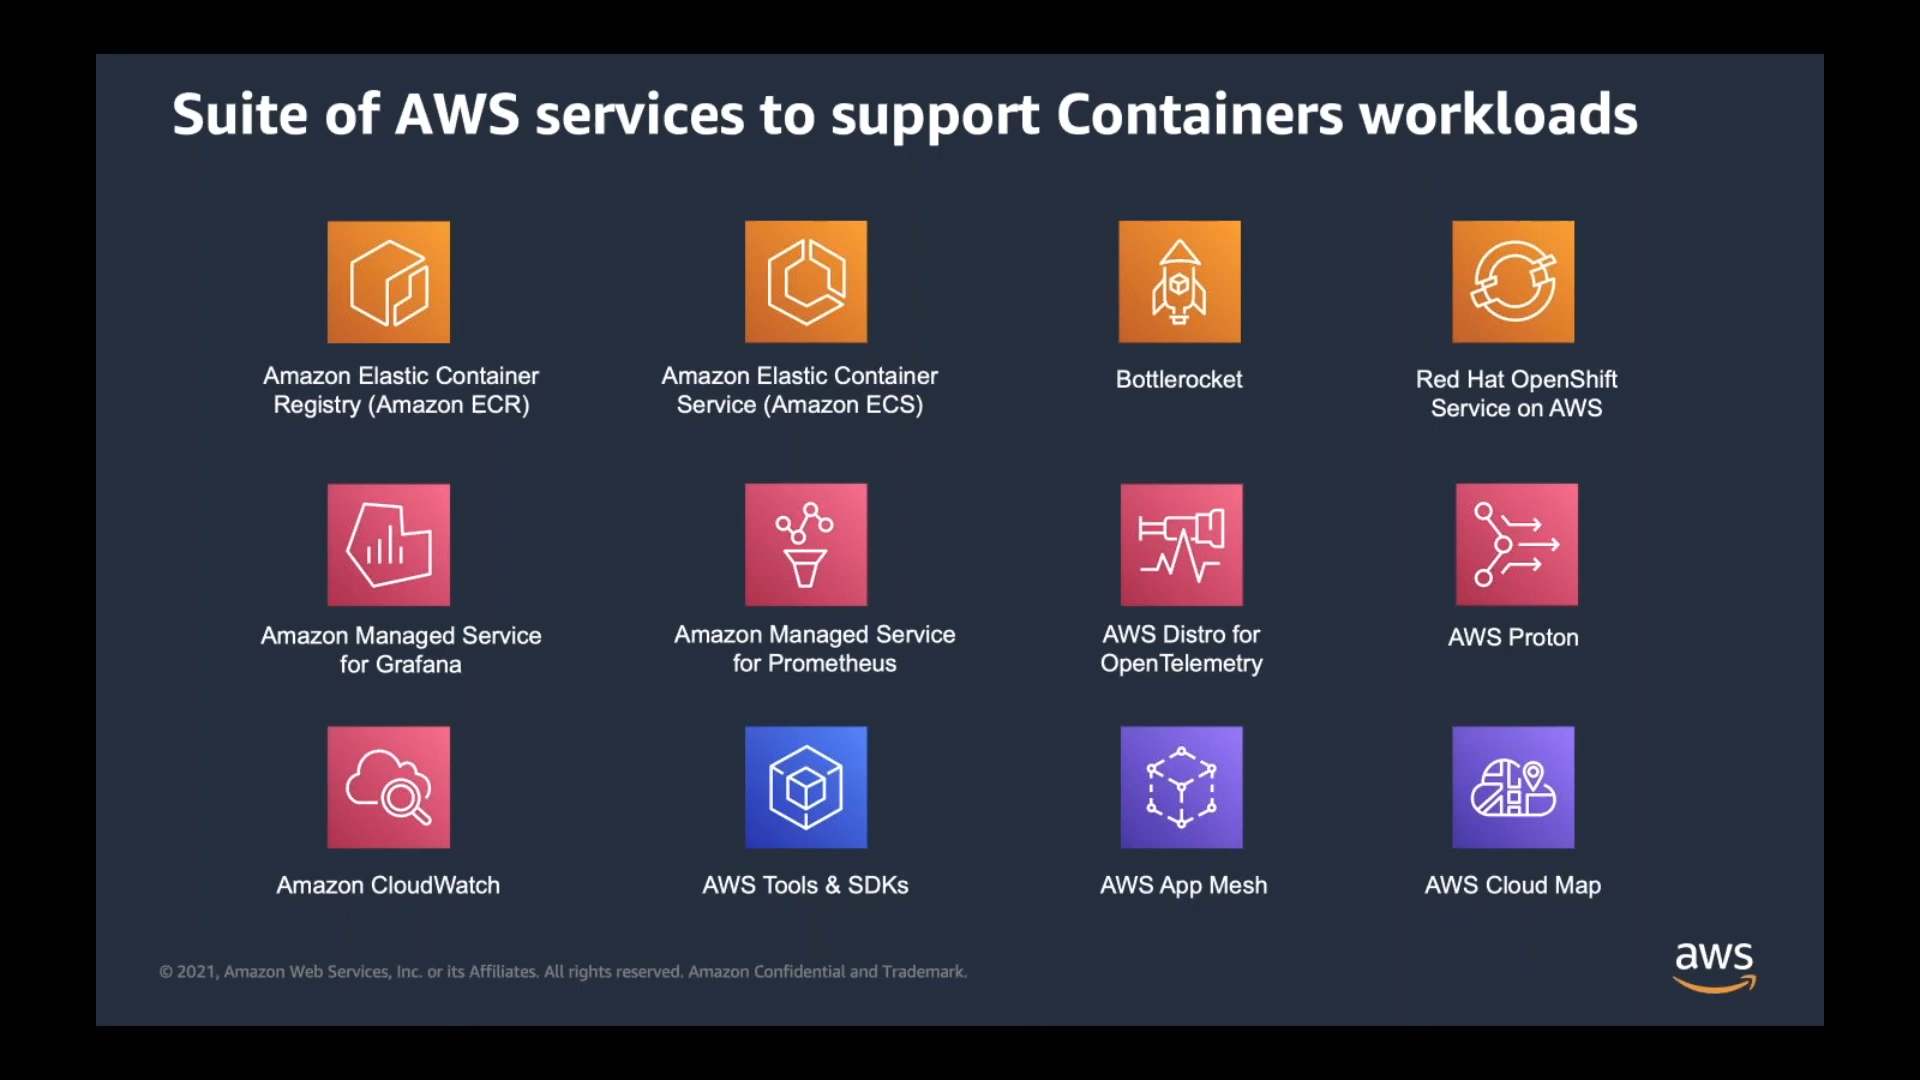 Suite of AWS services to support Containers workloads
Amazon Elastic Container
Registry (Amazon ECR)
Amazon Elastic Container
Service (Amazon ECS)
Bottlerocket
Red Hat OpenShift
Service on AWS
Amazon Managed Service
for Grafana
Amazon Managed Service
for Prometheus
AWS Distro for
OpenTelemetry
AWS Proton
Amazon CloudWatch
AWS Tools & SDKs
AWS App Mesh
AWS Cloud Map
© 2021, Amazon Web Services, Inc. or its Affiliates. All rights reserved. Amazon Confidential and Trademark.
aws